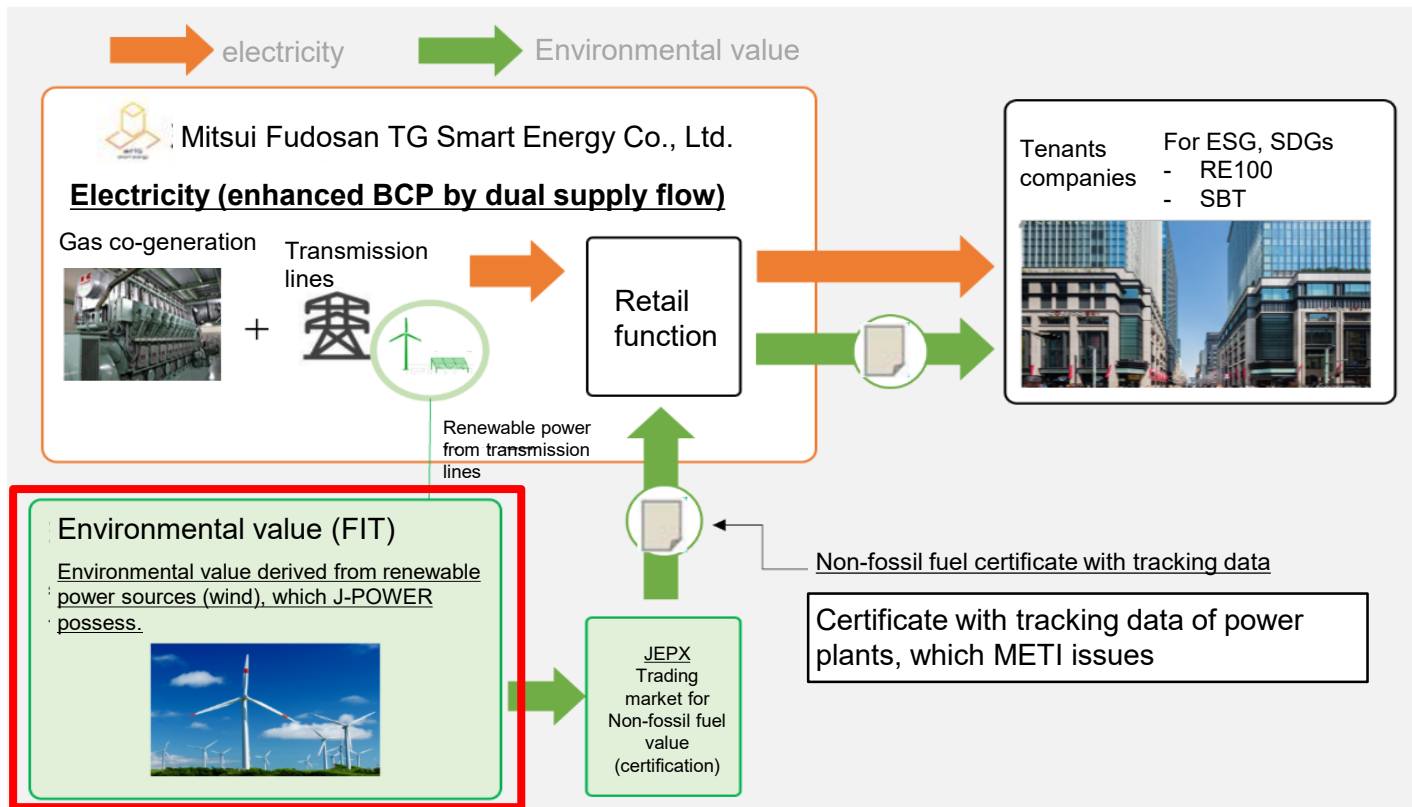 electricity
Environmental value
Mitsui Fudosan TG Smart Energy Co., Ltd.
Electricity (enhanced BCP by dual supply flow)
Gas co-generation
+
Transmission
lines
Retail
function
Renewable power
from transmission
lines
Tenants
companies
For ESG, SDGs
- RE100
- SBT
Environmental value (FIT)
Environmental value derived from renewable
power sources (wind), which J-POWER
possess.
JEPX
Trading
market for
Non-fossil fuel
value
(certification)
Non-fossil fuel certificate with tracking data
Certificate with tracking data of power
plants, which METI issues